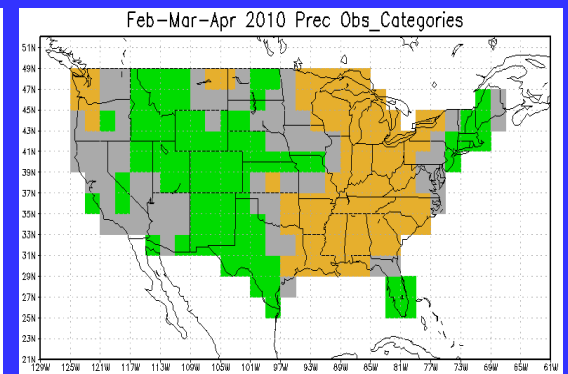 Feb-Mar-Apr 2010 Prec Obs_Categories
51N
49N
47N
45N
43N
41N
39N
37N
35N
33N
31N
29N
27N
25N
23N
21N
129W 125W 121W 117W 113W 109W 105W 101W 97W 93W 89W 85W 81W 77W 73W 69W 65W 61W